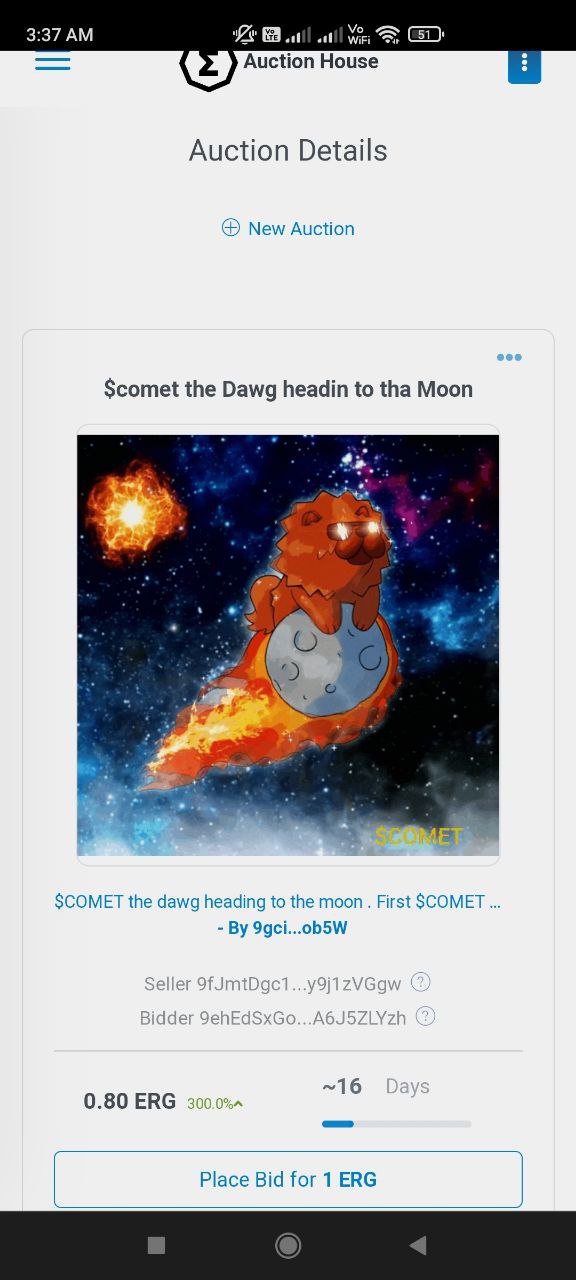 3:37 AM
Vo LTE
Vo WiFi
51
Σ Auction House
Auction Details
New Auction
$comet the Dawg headin to tha Moon
$COMET
$COMET the dawg heading to the moon . First $COMET ...
- By 9gci...ob5W
Seller 9fJmtDgc1...y9j1zVGgw ?
Bidder 9ehEdSxGo...A6J5ZLYzh ?
0.80 ERG 300.0%
~16 Days
Place Bid for 1 ERG